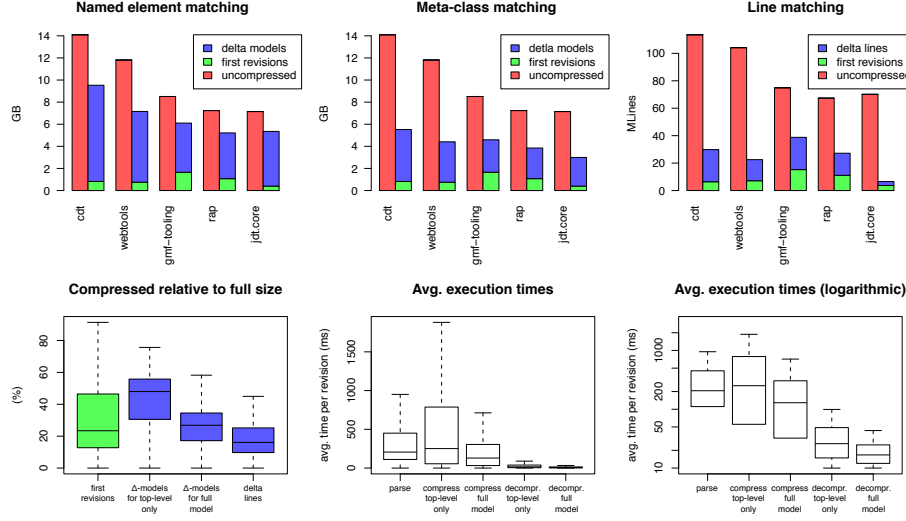 Named element matching
GB
0
2
4
6
8
10
12
14
delta models
first revisions
uncompressed
cdt
webtools
gmf-tooling
rap
jdt.core
Meta-class matching
GB
0
2
4
6
8
10
12
14
detla models
first revisions
uncompressed
cdt
webtools
gmf-tooling
rap
jdt.core
Line matching
MLines
0
20
40
60
80
100
delta lines
first revisions
uncompressed
cdt
webtools
gmf-tooling
rap
jdt.core
Compressed relative to full size
(%)
0
20
40
60
80
first
revisions
Δ-models
for top-level
only
Δ-models
for full
model
delta
lines
Avg. execution times
avg. time per revision (ms)
0
500
1000
1500
parse
compress
top-level
only
compress
full
model
decompr.
top-level
only
decompr.
full
model
Avg. execution times (logarithmic)
avg. time per revision (ms)
10
50
200
1000
parse
compress
top-level
only
compress
full
model
decompr.
top-level
only
decompr.
full
model